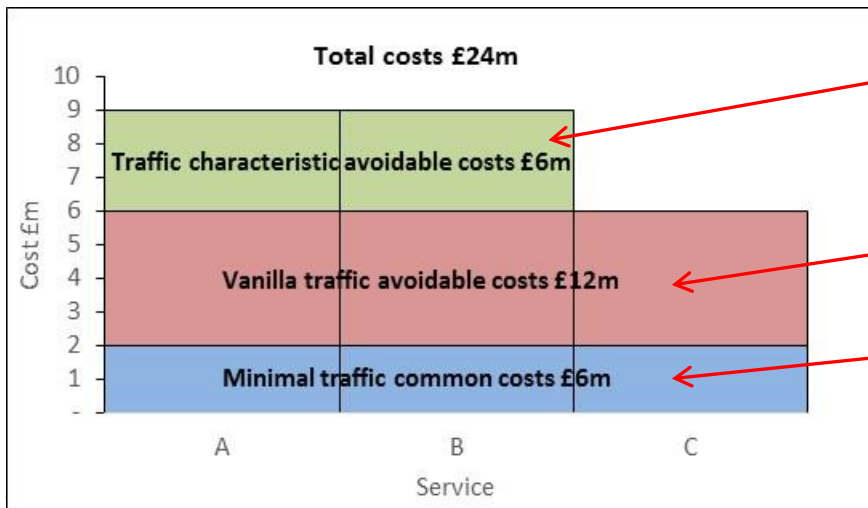 Total costs £24m
10
9
8
7
6
5
4
3
2
1
-
Cost £m
Traffic characteristic avoidable costs £6m
Vanilla traffic avoidable costs £12m
Minimal traffic common costs £6m
A B C
Service